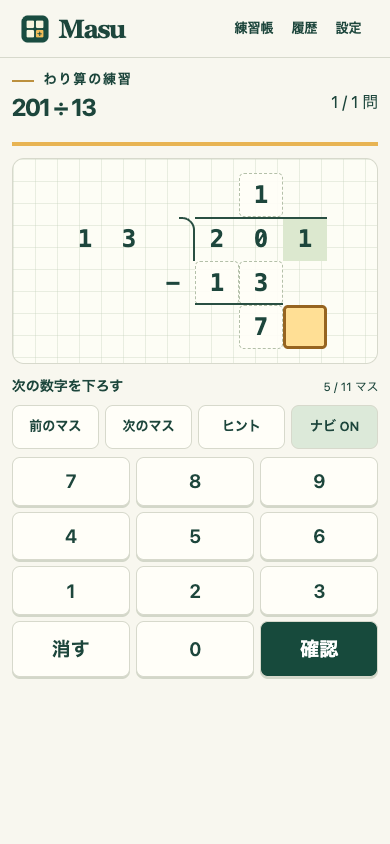 Masu
練習帳 履歴 設定
わり算の練習
201÷13
1 / 1 問
1
1 3 2 0 1
− 1 3
7
次の数字を下ろす
5 / 11 マス
前のマス 次のマス ヒント ナビ ON
7 8 9
4 5 6
1 2 3
消す 0 確認